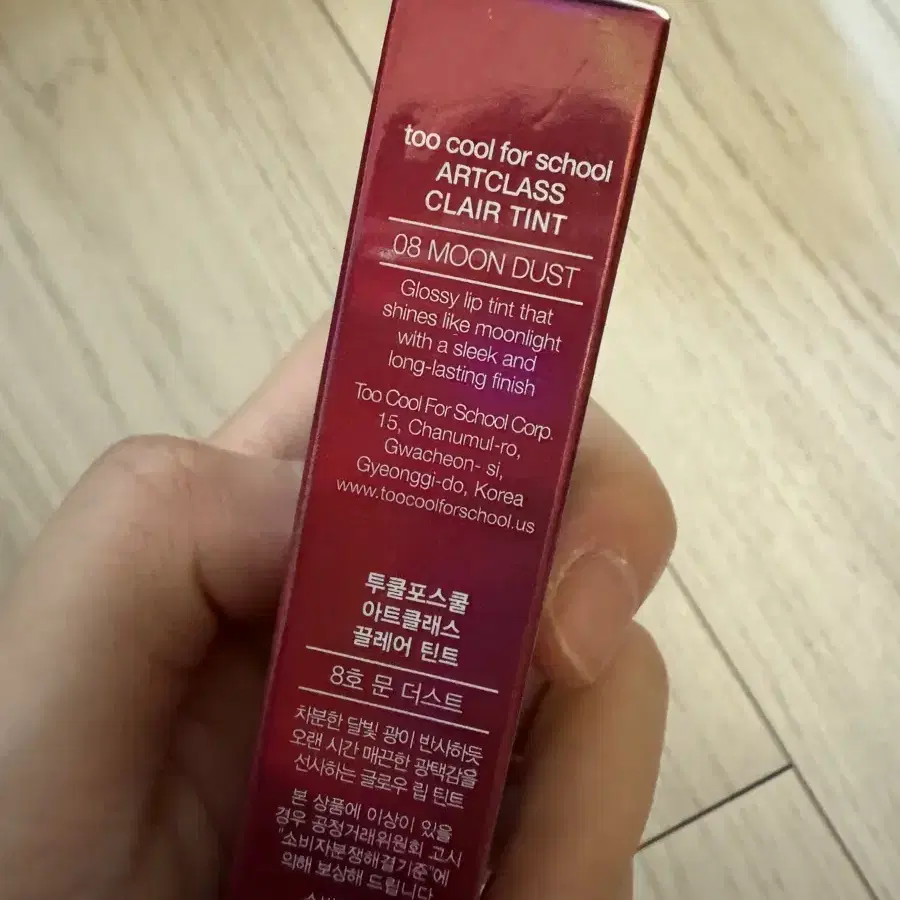 too cool for school
ARTCLASS
CLAIR TINT
08 MOON DUST
Glossy lip tint that
shines like moonlight
with a sleek and
long-lasting finish
Too Cool For School Corp.
15, Chanumul-ro,
Gwacheon- si,
Gyeonggi-do, Korea
www.toocoolforschool.us
투쿨포스쿨
아트클래스
끌레어 틴트
8호 문 더스트
차분한 달빛 광이 반사하듯
오랜 시간 매끈한 광택감을
선사하는 글로우 립 틴트
본 상품에 이상이 있을
경우 공정거래위원회 고시
"소비자분쟁해결기준"에
의해 보상해 드립니다